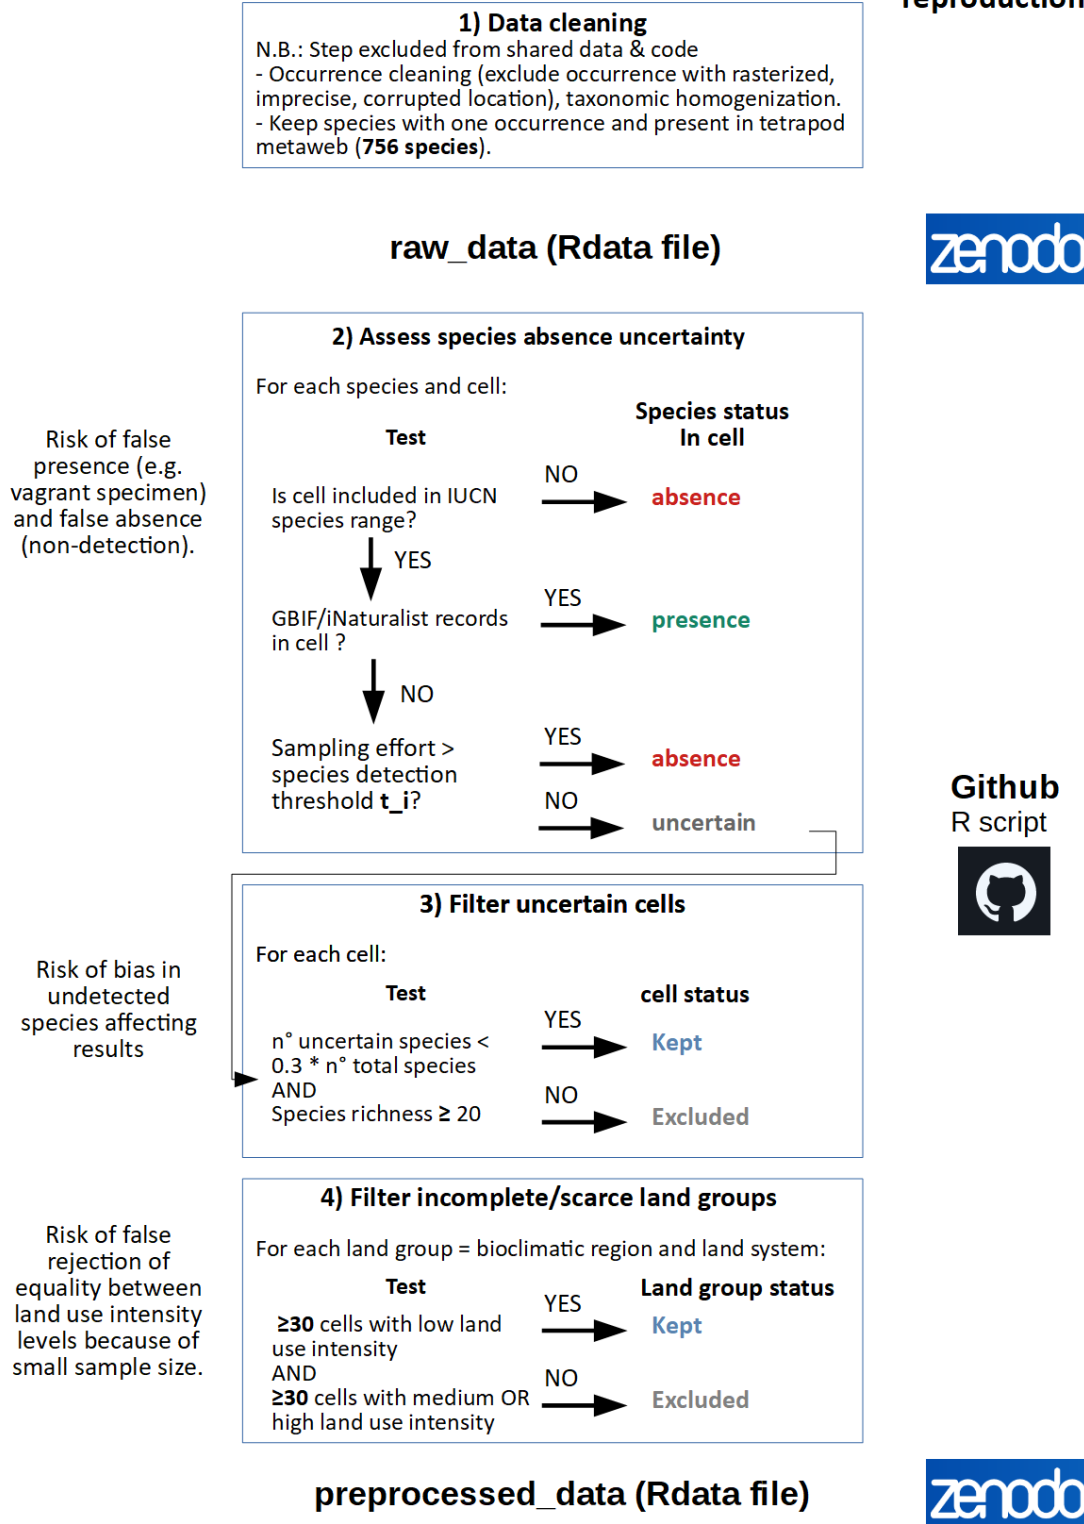 reproduction
1) Data cleaning
N.B.: Step excluded from shared data & code
- Occurrence cleaning (exclude occurrence with rasterized,
imprecise, corrupted location), taxonomic homogenization.
- Keep species with one occurrence and present in tetrapod
metaweb (756 species).
raw_data (Rdata file)
zenodo
2) Assess species absence uncertainty
For each species and cell:
Test
Species status
In cell
Risk of false
presence (e.g.
vagrant specimen)
and false absence
(non-detection).
Is cell included in IUCN
species range?
NO
absence
YES
GBIF/iNaturalist records
in cell ?
YES
presence
NO
Sampling effort >
species detection
threshold t_i?
YES
absence
NO
uncertain
Github
R script
3) Filter uncertain cells
For each cell:
Test
cell status
Risk of bias in
undetected
species affecting
results
n° uncertain species <
0.3 * n° total species
AND
Species richness ≥ 20
YES
Kept
NO
Excluded
4) Filter incomplete/scarce land groups
For each land group = bioclimatic region and land system:
Test
Land group status
Risk of false
rejection of
equality between
land use intensity
levels because of
small sample size.
≥30 cells with low land
use intensity
AND
≥30 cells with medium OR
high land use intensity
YES
Kept
NO
Excluded
preprocessed_data (Rdata file)
zenodo